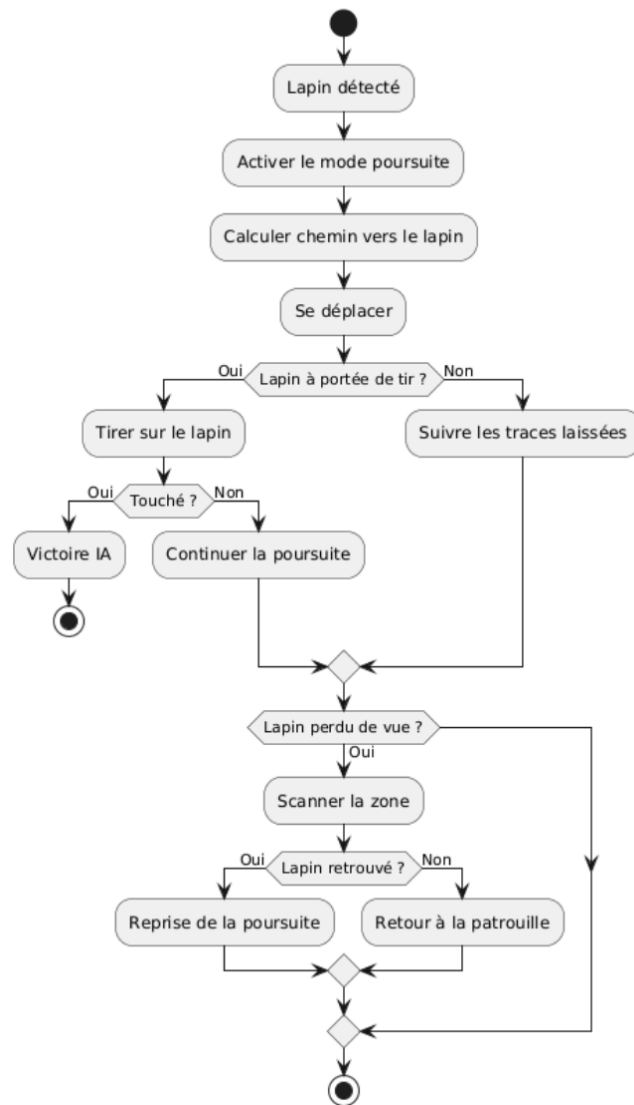 Lapin détecté
Activer le mode poursuite
Calculer chemin vers le lapin
Se déplacer
Oui
Lapin à portée de tir ?
Non
Tirer sur le lapin
Suivre les traces laissées
Oui
Touché ?
Non
Victoire IA
Continuer la poursuite
Lapin perdu de vue ?
Oui
Scanner la zone
Oui
Lapin retrouvé ?
Non
Reprise de la poursuite
Retour à la patrouille